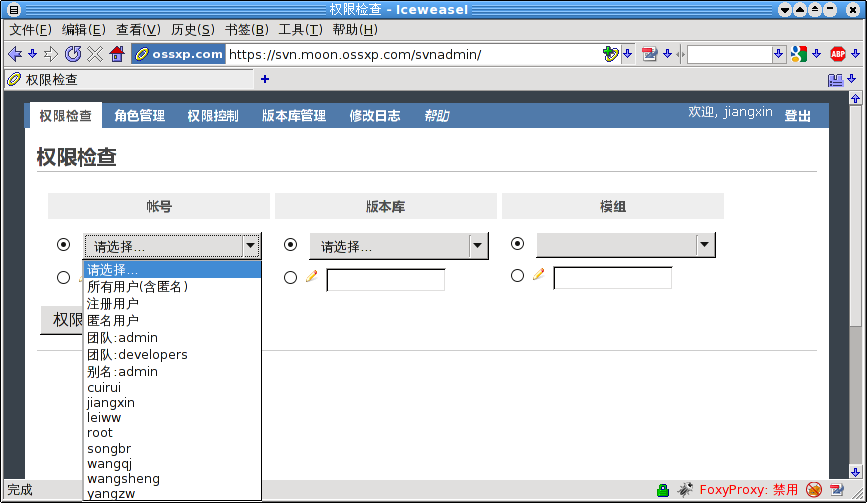 权限检查 - Iceweasel
文件(F) 编辑(E) 查看(V) 历史(S) 书签(B) 工具(T) 帮助(H)
ossxp.com https://svn.moon.ossxp.com/svnadmin/ ABP
权限检查 +
权限检查 角色管理 权限控制 版本库管理 修改日志 帮助 欢迎, jiangxin 登出
权限检查
帐号 版本库 模组
请选择... 请选择...
请选择...
所有用户(含匿名)
注册用户
权限
匿名用户
团队:admin
团队:developers
别名:admin
cuirui
jiangxin
leiww
root
songbr
wangqj
wangsheng
yangzw
完成 FoxyProxy: 禁用